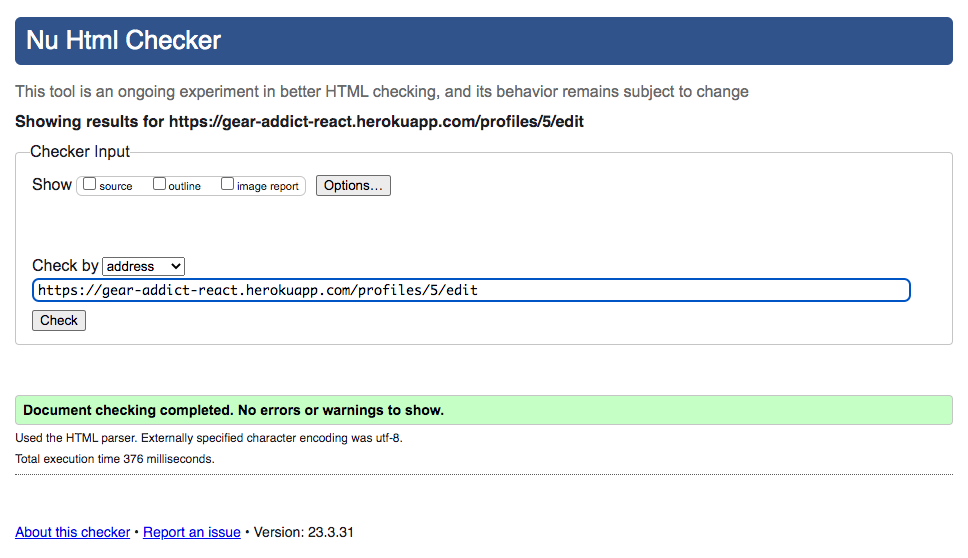 Nu Html Checker
This tool is an ongoing experiment in better HTML checking, and its behavior remains subject to change
Showing results for https://gear-addict-react.herokuapp.com/profiles/5/edit
Checker Input
Show source outline image report Options...
Check by address
https://gear-addict-react.herokuapp.com/profiles/5/edit
Check
Document checking completed. No errors or warnings to show.
Used the HTML parser. Externally specified character encoding was utf-8.
Total execution time 376 milliseconds.
About this checker • Report an issue • Version: 23.3.31